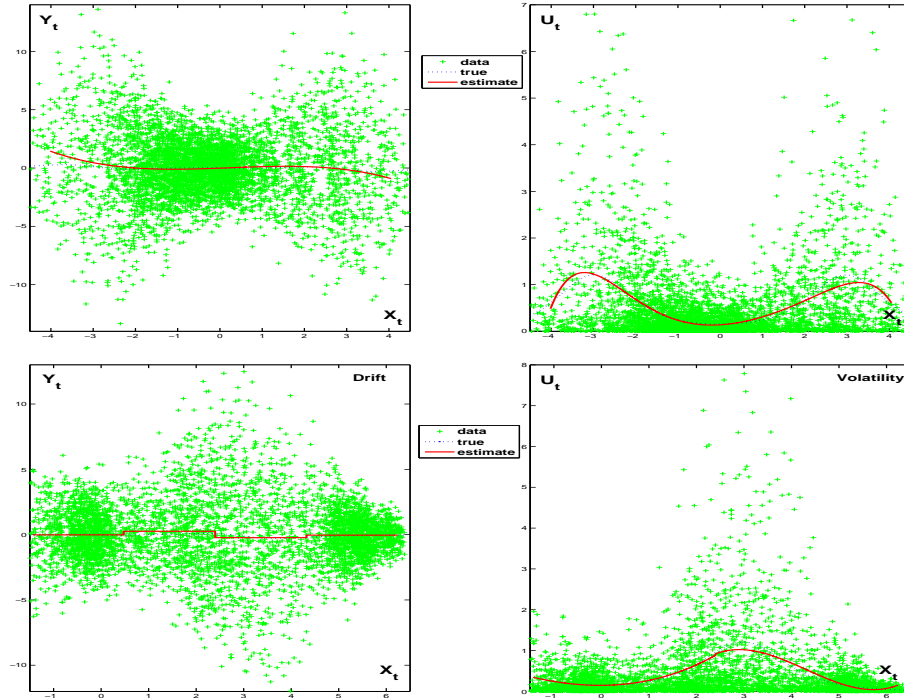 Y_t
10
5
0
−5
−10
X_t
−4 −3 −2 −1 0 1 2 3 4
data
true
estimate
U_t
7
6
5
4
3
2
1
0
X_t
−4 −3 −2 −1 0 1 2 3 4
Y_t Drift
10
5
0
−5
−10
X_t
−1 0 1 2 3 4 5 6
data
true
estimate
U_t Volatility
8
7
6
5
4
3
2
1
0
X_t
−1 0 1 2 3 4 5 6